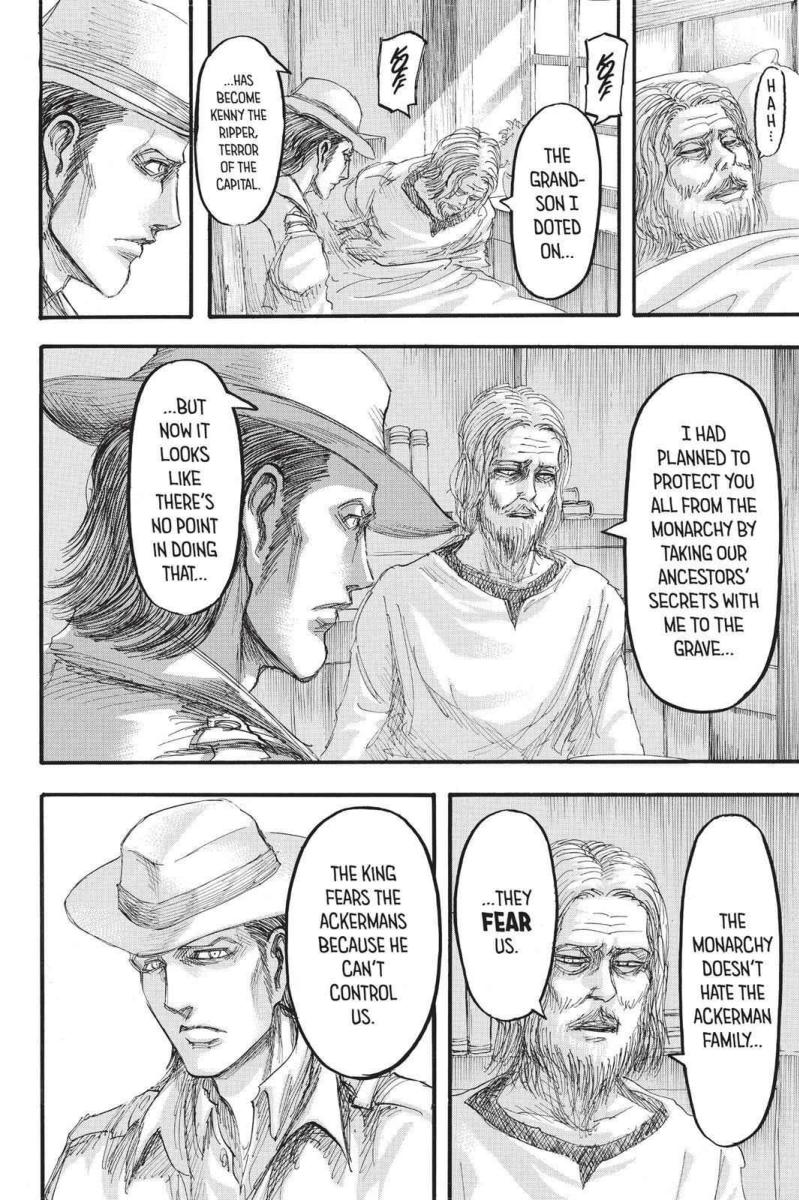 HAH...
THE
GRAND-
SON I
DOTED
ON...
...HAS
BECOME
KENNY THE
RIPPER,
TERROR
OF THE
CAPITAL.
I HAD
PLANNED TO
PROTECT YOU
ALL FROM THE
MONARCHY BY
TAKING OUR
ANCESTORS'
SECRETS WITH
ME TO THE
GRAVE...
...BUT
NOW IT
LOOKS
LIKE
THERE'S
NO POINT
IN DOING
THAT...
THE
MONARCHY
DOESN'T
HATE THE
ACKERMAN
FAMILY...
...THEY
FEAR
US.
THE KING
FEARS THE
ACKERMANS
BECAUSE HE
CAN'T
CONTROL
US.